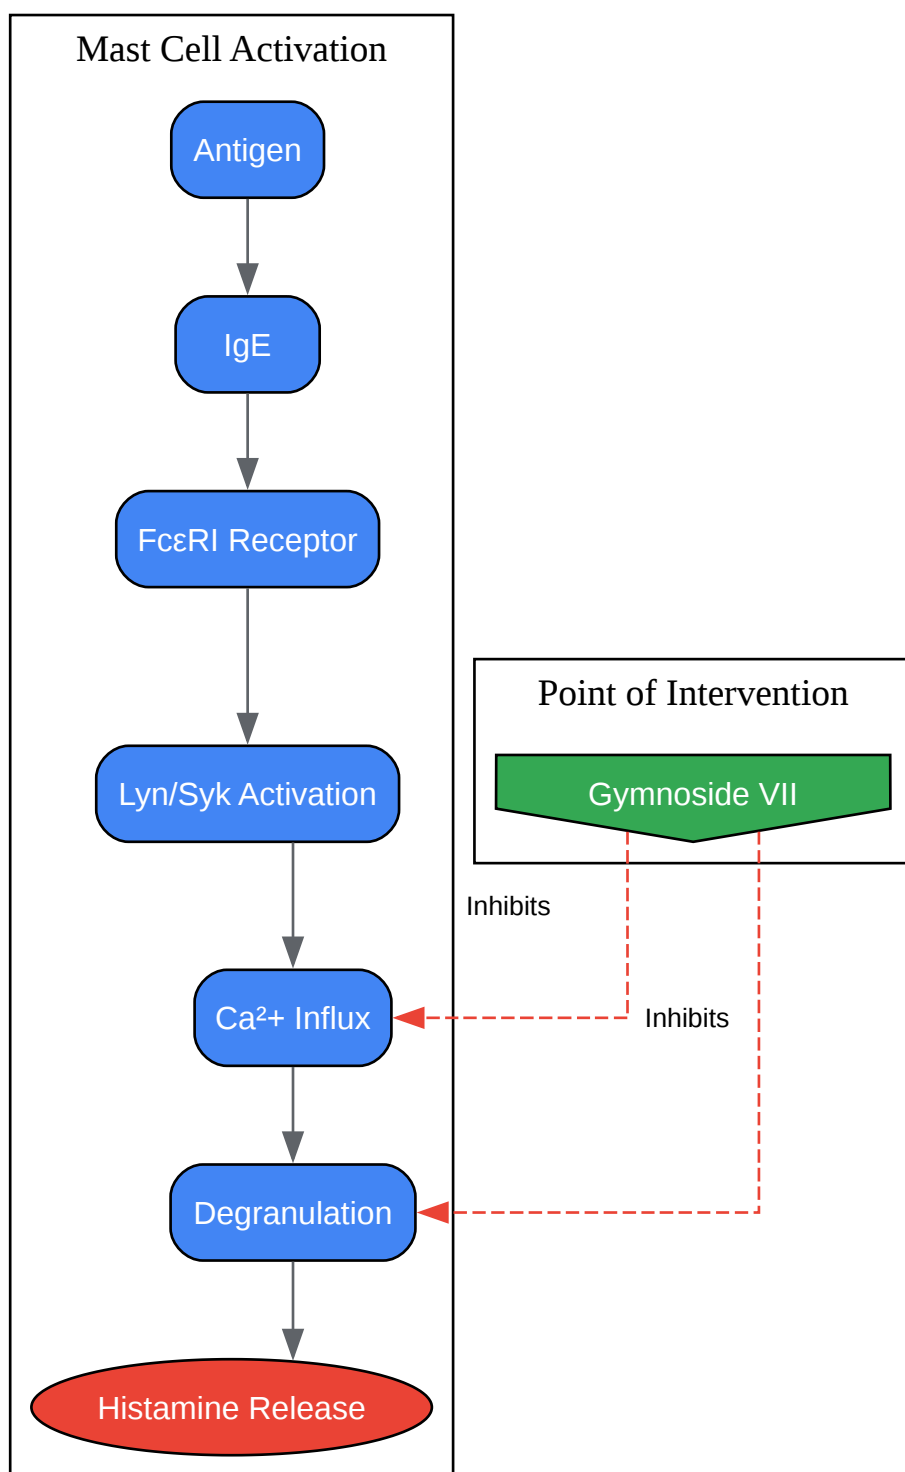 Mast Cell Activation
Antigen
IgE
FcεRI Receptor
Point of Intervention
Lyn/Syk Activation
Gymnoside VII
Inhibits
Ca²+ Influx
Inhibits
Degranulation
Histamine Release